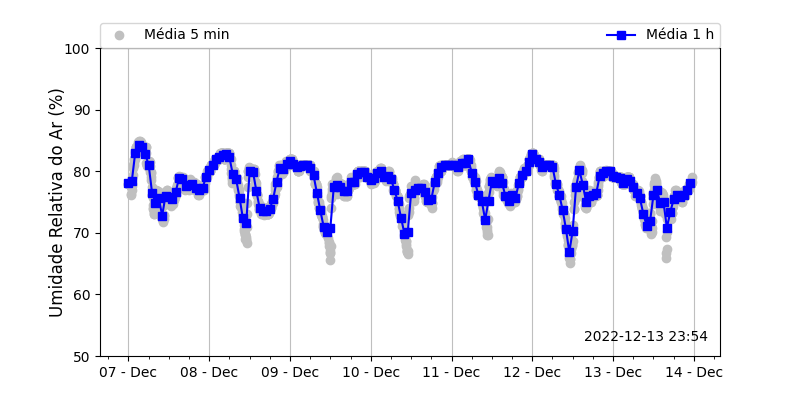 Média 5 min
Média 1 h
Umidade Relativa do Ar (%)
100
90
80
70
60
50
2022-12-13 23:54
07 - Dec
08 - Dec
09 - Dec
10 - Dec
11 - Dec
12 - Dec
13 - Dec
14 - Dec